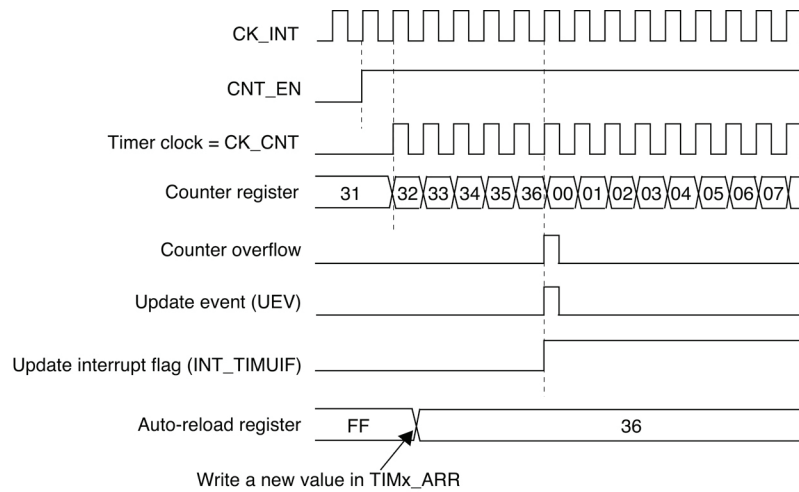 CK_INT
CNT_EN
Timer clock = CK_CNT
Counter register 31 32 33 34 35 36 00 01 02 03 04 05 06 07
Counter overflow
Update event (UEV)
Update interrupt flag (INT_TIMUIF)
Auto-reload register FF 36
Write a new value in TIMx_ARR